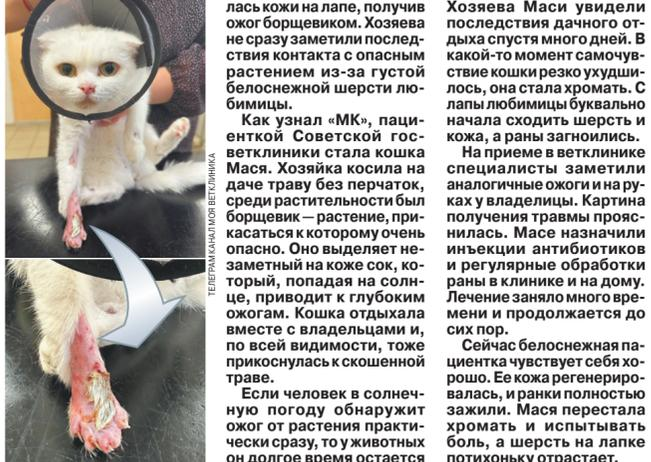 лась кожи на лапе, получив
ожог борщевиком. Хозяева
не сразу заметили послед-
ствия контакта с опасным
растением из-за густой
белоснежной шерсти лю-
бимицы.
Как узнал «МК», паци-
енткой Советской гос-
ветклиники стала кошка
Мася. Хозяйка косила на
даче траву без перчаток,
среди растительности был
борщевик — растение, при-
касаться к которому очень
опасно. Оно выделяет не-
заметный на коже сок, ко-
торый, попадая на солн-
це, приводит к глубоким
ожогам. Кошка отдыхала
вместе с владельцами и,
по всей видимости, тоже
прикоснулась к скошенной
траве.
Если человек в солнеч-
ную погоду обнаружит
ожог от растения практи-
чески сразу, то у животных
он долгое время остается
Хозяева Маси увидели
последствия дачного от-
дыха спустя много дней. В
какой-то момент самочув-
ствие кошки резко ухудши-
лось, она стала хромать. С
лапы любимицы буквально
начала сходить шерсть и
кожа, а раны загноились.
На приеме в ветклинике
специалисты заметили
аналогичные ожоги и на ру-
ках у владелицы. Картина
получения травмы прояс-
нилась. Масе назначили
инъекции антибиотиков
и регулярные обработки
раны в клинике и на дому.
Лечение заняло много вре-
мени и продолжается до
сих пор.
Сейчас белоснежная па-
циентка чувствует себя хо-
рошо. Ее кожа регенериро-
валась, и ранки полностью
зажили. Мася перестала
хромать и испытывать
боль, а шерсть на лапке
потихоньку отрастает.
ТЕЛЕГРАМ КАНАЛ МОЯ ВЕТКЛИНИКА